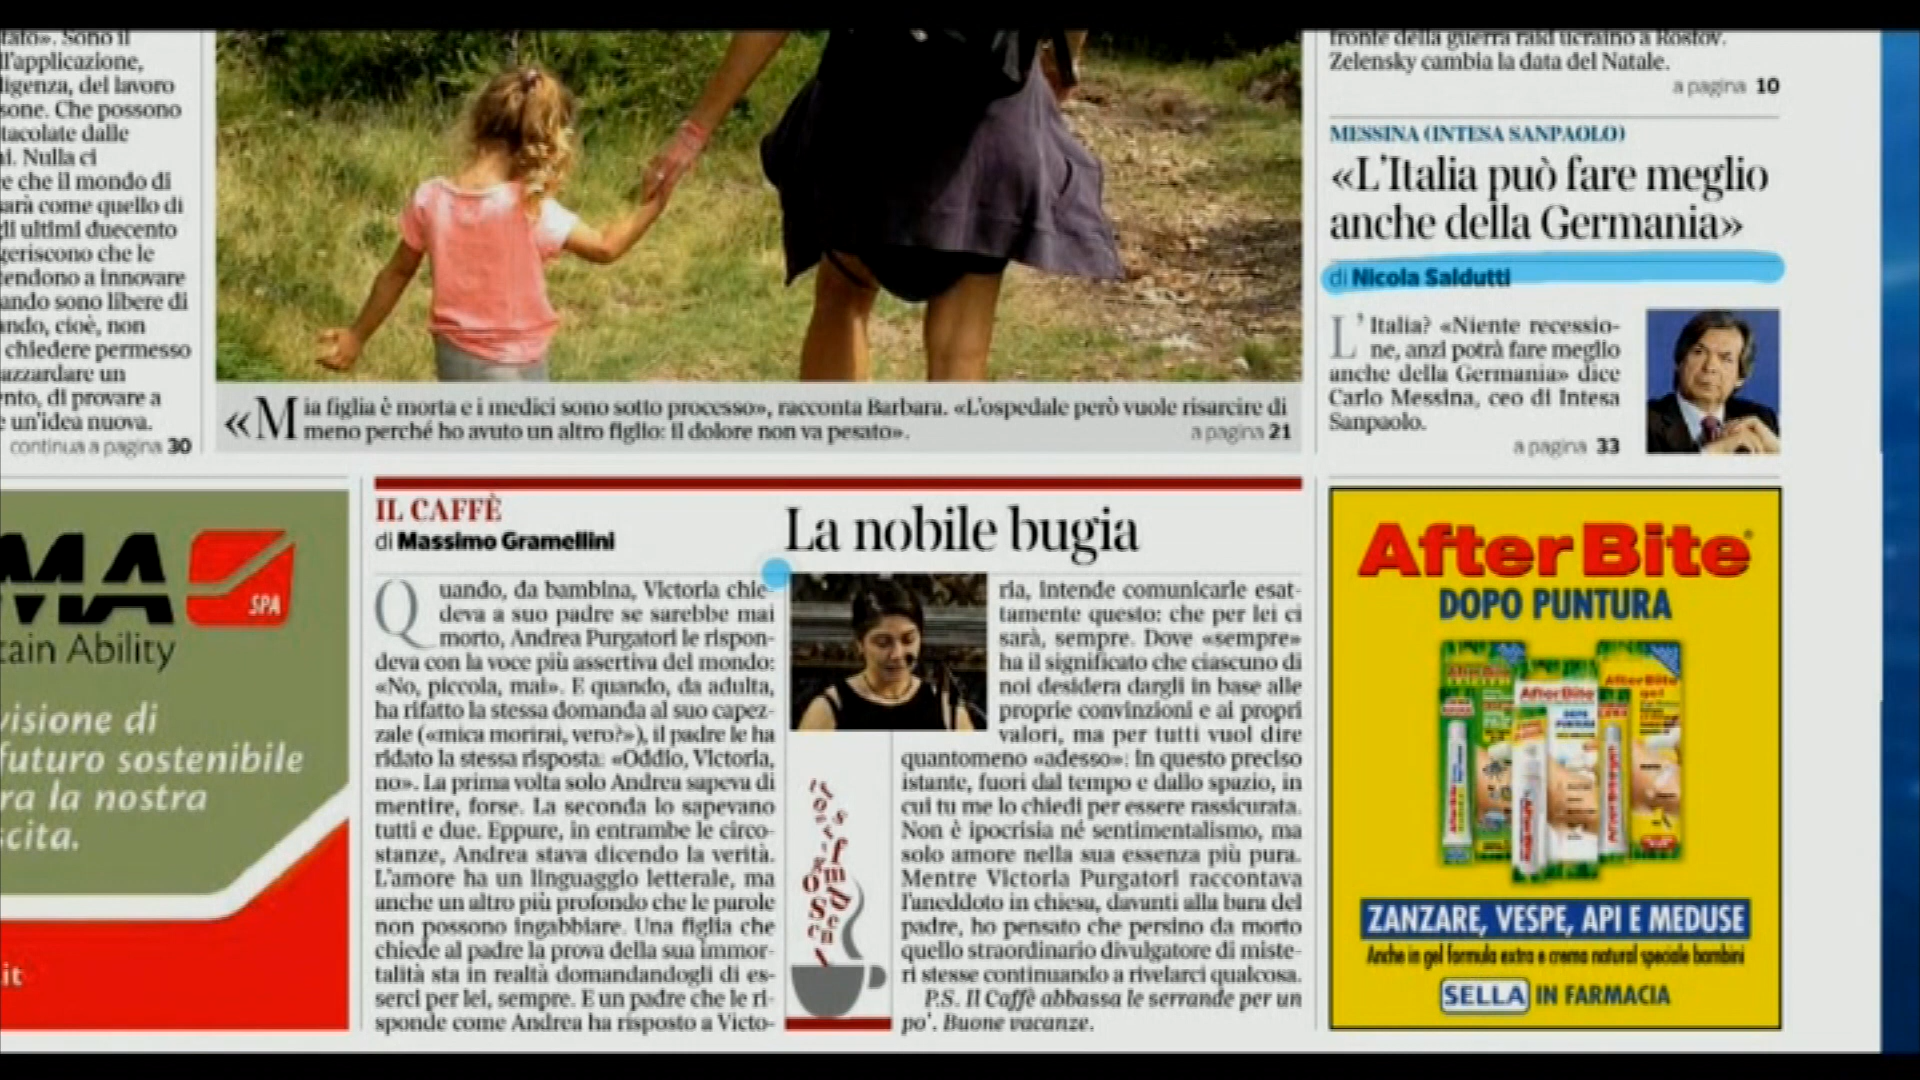 tato». Sono il
ll'applicazione,
ligenza, del lavoro
sone. Che possono
tacolate dalle
ni. Nulla ci
e che il mondo di
sarà come quello di
gli ultimi duecento
geriscono che le
tendono a innovare
ando sono libere di
ando, cioè, non
chiedere permesso
azzardare un
ento, di provare a
e un'idea nuova.
continua a pagina 30
«Mia figlia è morta e i medici sono sotto processo», racconta Barbara. «L'ospedale però vuole risarcire di
meno perché ho avuto un altro figlio: il dolore non va pesato».
a pagina 21
fronte della guerra raid ucraino a Rostov.
Zelensky cambia la data del Natale.
a pagina 10
MESSINA (INTESA SANPAOLO)
«L'Italia può fare meglio
anche della Germania»
di Nicola Saldutti
L'Italia? «Niente recessio-
ne, anzi potrà fare meglio
anche della Germania» dice
Carlo Messina, ceo di Intesa
Sanpaolo.
a pagina 33
MA
SPA
tain Ability
visione di
futuro sostenibile
ra la nostra
scita.
it
IL CAFFÈ
di Massimo Gramellini
La nobile bugia
Quando, da bambina, Victoria chie-
deva a suo padre se sarebbe mai
morto, Andrea Purgatori le rispon-
deva con la voce più assertiva del mondo:
«No, piccola, mai». E quando, da adulta,
ha rifatto la stessa domanda al suo capez-
zale («mica morirai, vero?»), il padre le ha
ridato la stessa risposta: «Oddio, Victoria,
no». La prima volta solo Andrea sapeva di
mentire, forse. La seconda lo sapevano
tutti e due. Eppure, in entrambe le circo-
stanze, Andrea stava dicendo la verità.
L'amore ha un linguaggio letterale, ma
anche un altro più profondo che le parole
non possono ingabbiare. Una figlia che
chiede al padre la prova della sua immor-
talità sta in realtà domandandogli di es-
serci per lei, sempre. E un padre che le ri-
sponde come Andrea ha risposto a Victo-
ria, intende comunicarle esat-
tamente questo: che per lei ci
sarà, sempre. Dove «sempre»
ha il significato che ciascuno di
noi desidera dargli in base alle
proprie convinzioni e ai propri
valori, ma per tutti vuol dire
quantomeno «adesso»: in questo preciso
istante, fuori dal tempo e dallo spazio, in
cui tu me lo chiedi per essere rassicurata.
Non è ipocrisia né sentimentalismo, ma
solo amore nella sua essenza più pura.
Mentre Victoria Purgatori raccontava
l'aneddoto in chiesa, davanti alla bara del
padre, ho pensato che persino da morto
quello straordinario divulgatore di miste-
ri stesse continuando a rivelarci qualcosa.
P.S. Il Caffè abbassa le serrande per un
po'. Buone vacanze.
AfterBite®
DOPO PUNTURA
AfterBite
AfterBite
AfterBite
gel
ZANZARE, VESPE, API E MEDUSE
Anche in gel formula extra e crema natural speciale bambini
SELLA IN FARMACIA